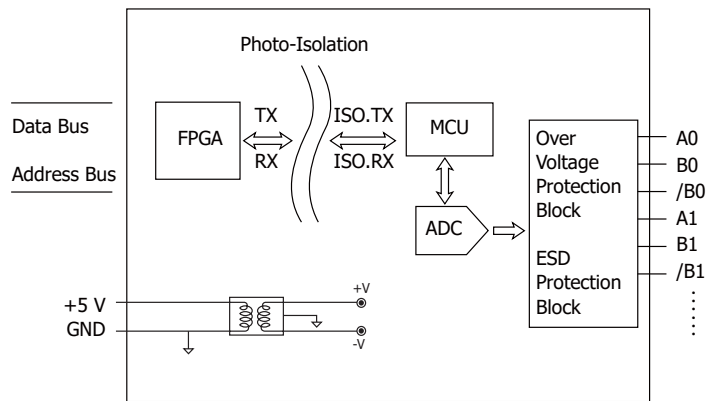 Photo-Isolation
Data Bus
Address Bus
FPGA
TX
RX
ISO.TX
ISO.RX
MCU
ADC
Over
Voltage
Protection
Block
ESD
Protection
Block
A0
B0
/B0
A1
B1
/B1
+5 V
GND
+V
-V